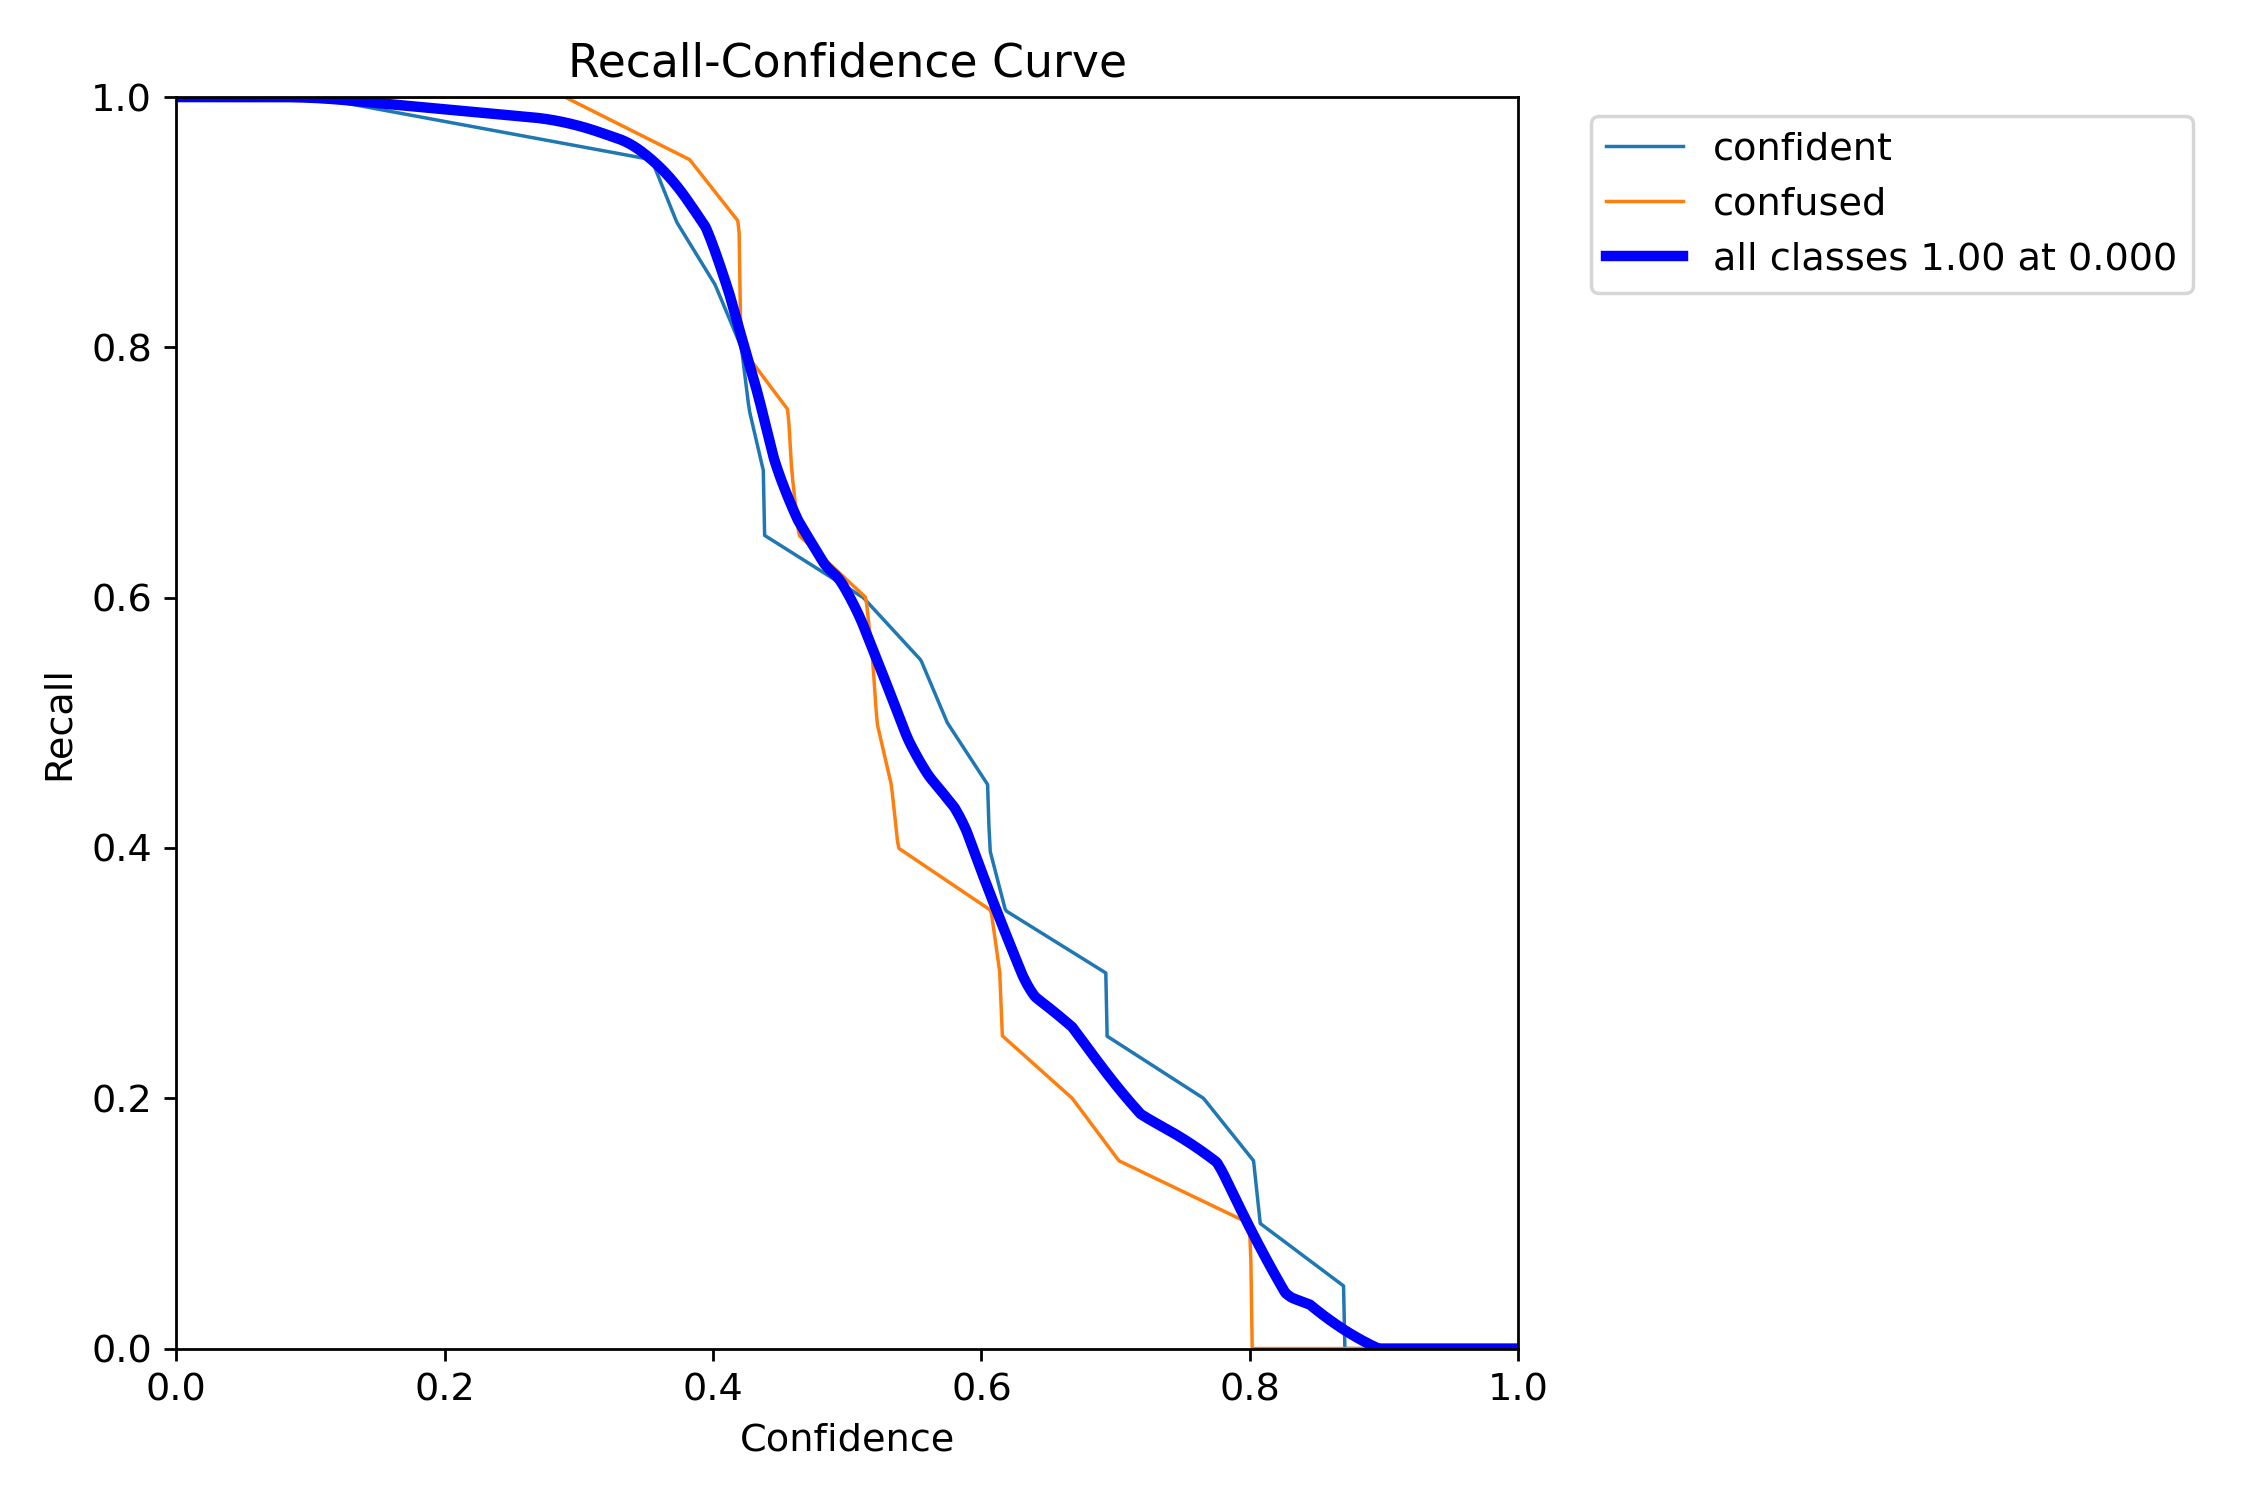 Recall-Confidence Curve
confident
confused
all classes 1.00 at 0.000
1.0
0.8
0.6
0.4
0.2
0.0
Recall
0.0 0.2 0.4 0.6 0.8 1.0
Confidence